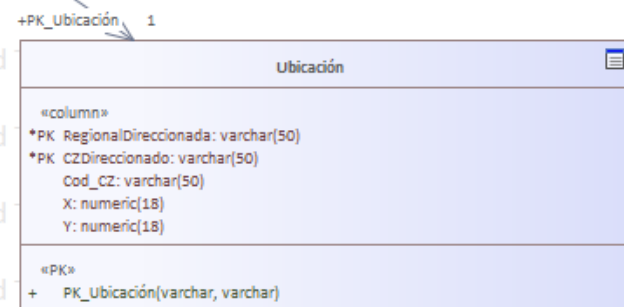 +PK_Ubicación 1
Ubicación
«column»
*PK RegionalDireccionada: varchar(50)
*PK CZDireccionado: varchar(50)
Cod_CZ: varchar(50)
X: numeric(18)
Y: numeric(18)
«PK»
+ PK_Ubicación(varchar, varchar)